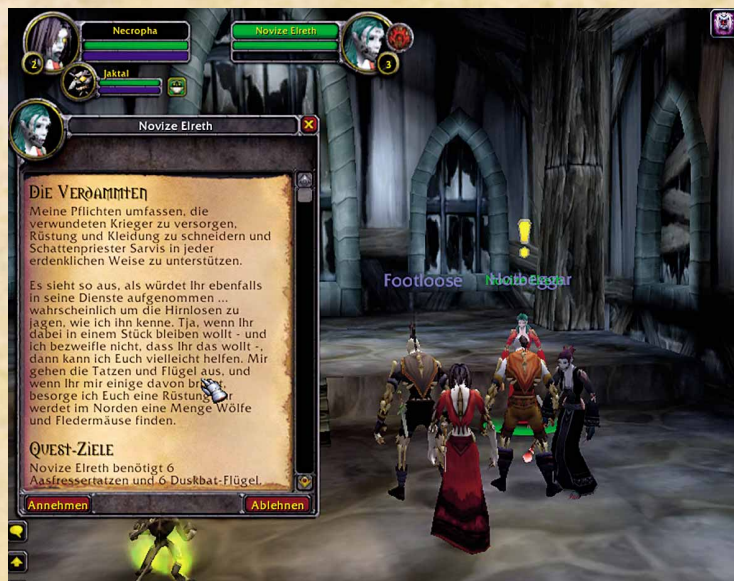 Necropha
Novize Elreth
2
Jaktal
3
Novize Elreth
Die Verdammten
Meine Pflichten umfassen, die
verwundeten Krieger zu versorgen,
Rüstung und Kleidung zu schneidern und
Schattenpriester Sarvis in jeder
erdenklichen Weise zu unterstützen.
Es sieht so aus, als würdet Ihr ebenfalls
in seine Dienste aufgenommen ...
wahrscheinlich um die Hirnlosen zu
jagen, wie ich ihn kenne. Tja, wenn Ihr
dabei in einem Stück bleiben wollt - und
ich bezweifle nicht, dass Ihr das wollt -,
dann kann ich Euch vielleicht helfen. Mir
gehen die Tatzen und Flügel aus, und
wenn Ihr mir einige davon
besorge ich Euch eine Rüstung
werdet im Norden eine Menge Wölfe
und Fledermäuse finden.
Quest-Ziele
Novize Elreth benötigt 6
Aasfressertatzen und 6 Duskbat-Flügel.
Annehmen
Ablehnen
Footloose